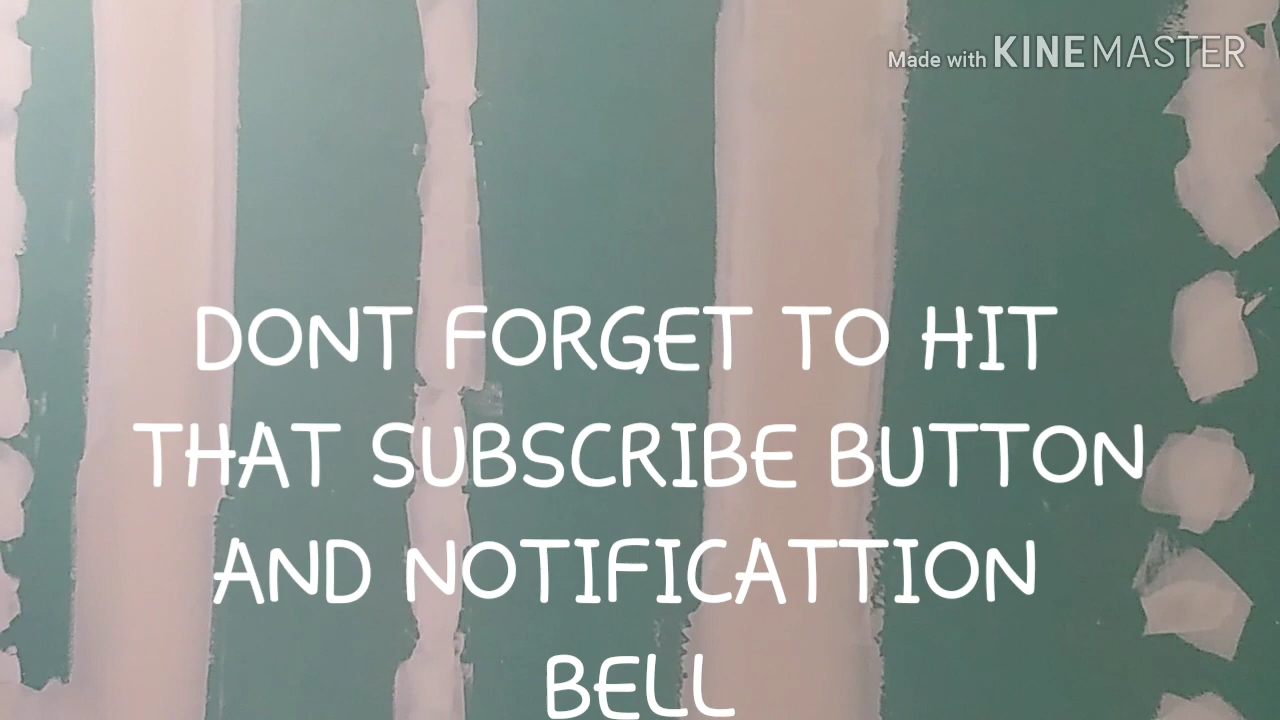 Made with KINEMASTER
DONT FORGET TO HIT
THAT SUBSCRIBE BUTTON
AND NOTIFICATTION
BELL